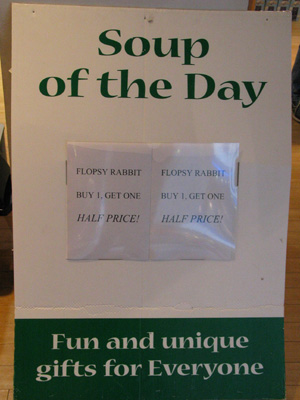 Soup
of the Day
FLOPSY RABBIT
BUY 1, GET ONE
HALF PRICE!
FLOPSY RABBIT
BUY 1, GET ONE
HALF PRICE!
Fun and unique
gifts for Everyone